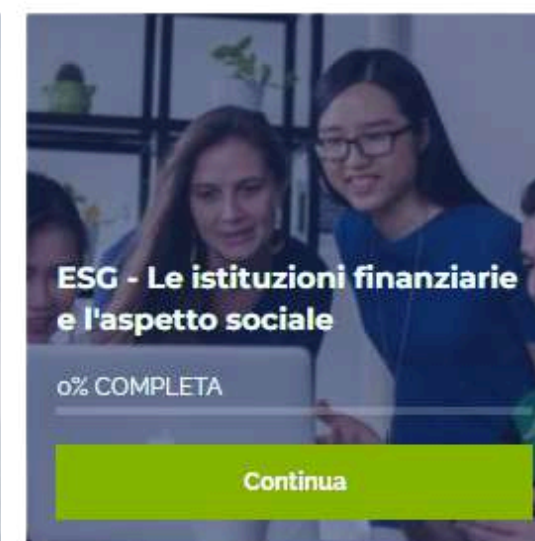 ESG - Le istituzioni finanziarie
e l'aspetto sociale
0% COMPLETA
Continua